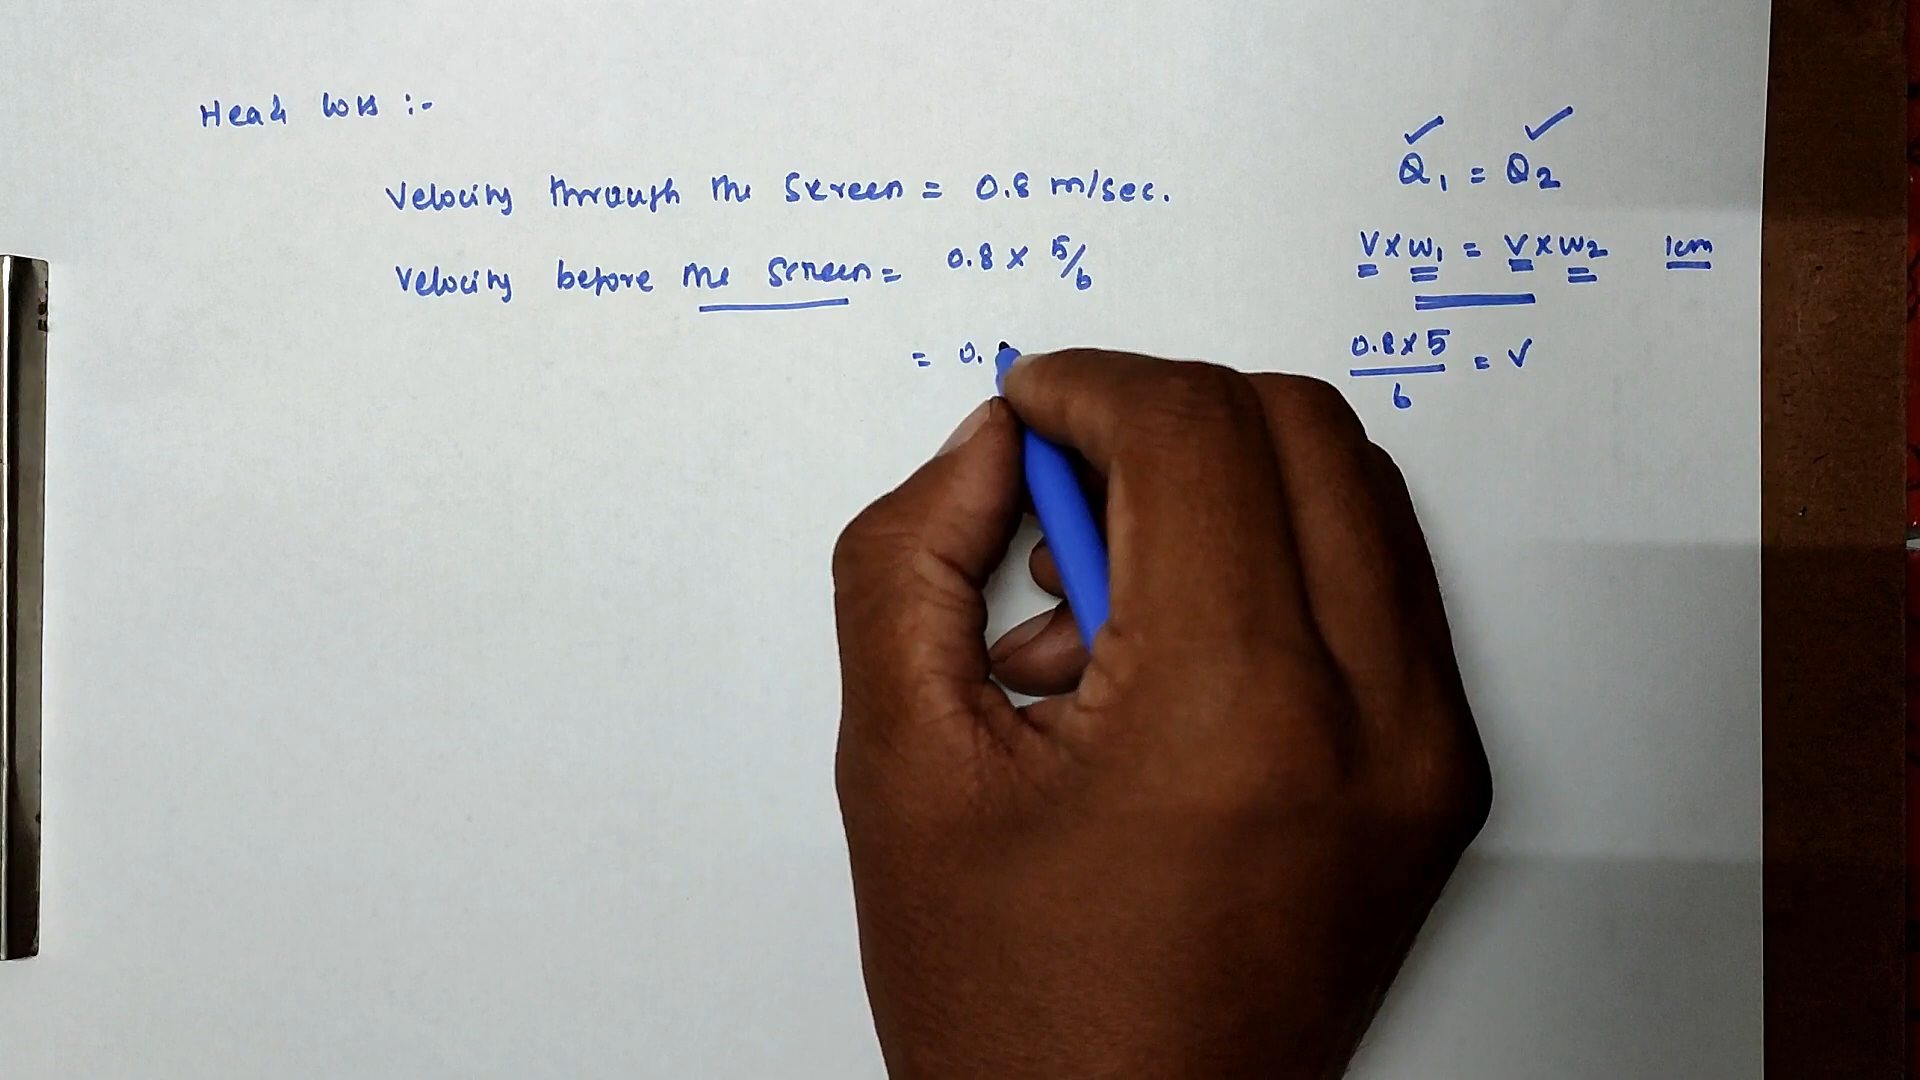 Head loss :-
Velocity through the Screen = 0.8 m/sec.
Velocity before the Screen = 0.8 x 5/6
= 0.
Q1 = Q2
V x W1 = V x W2 1cm
0.8 x 5 / 6 = V